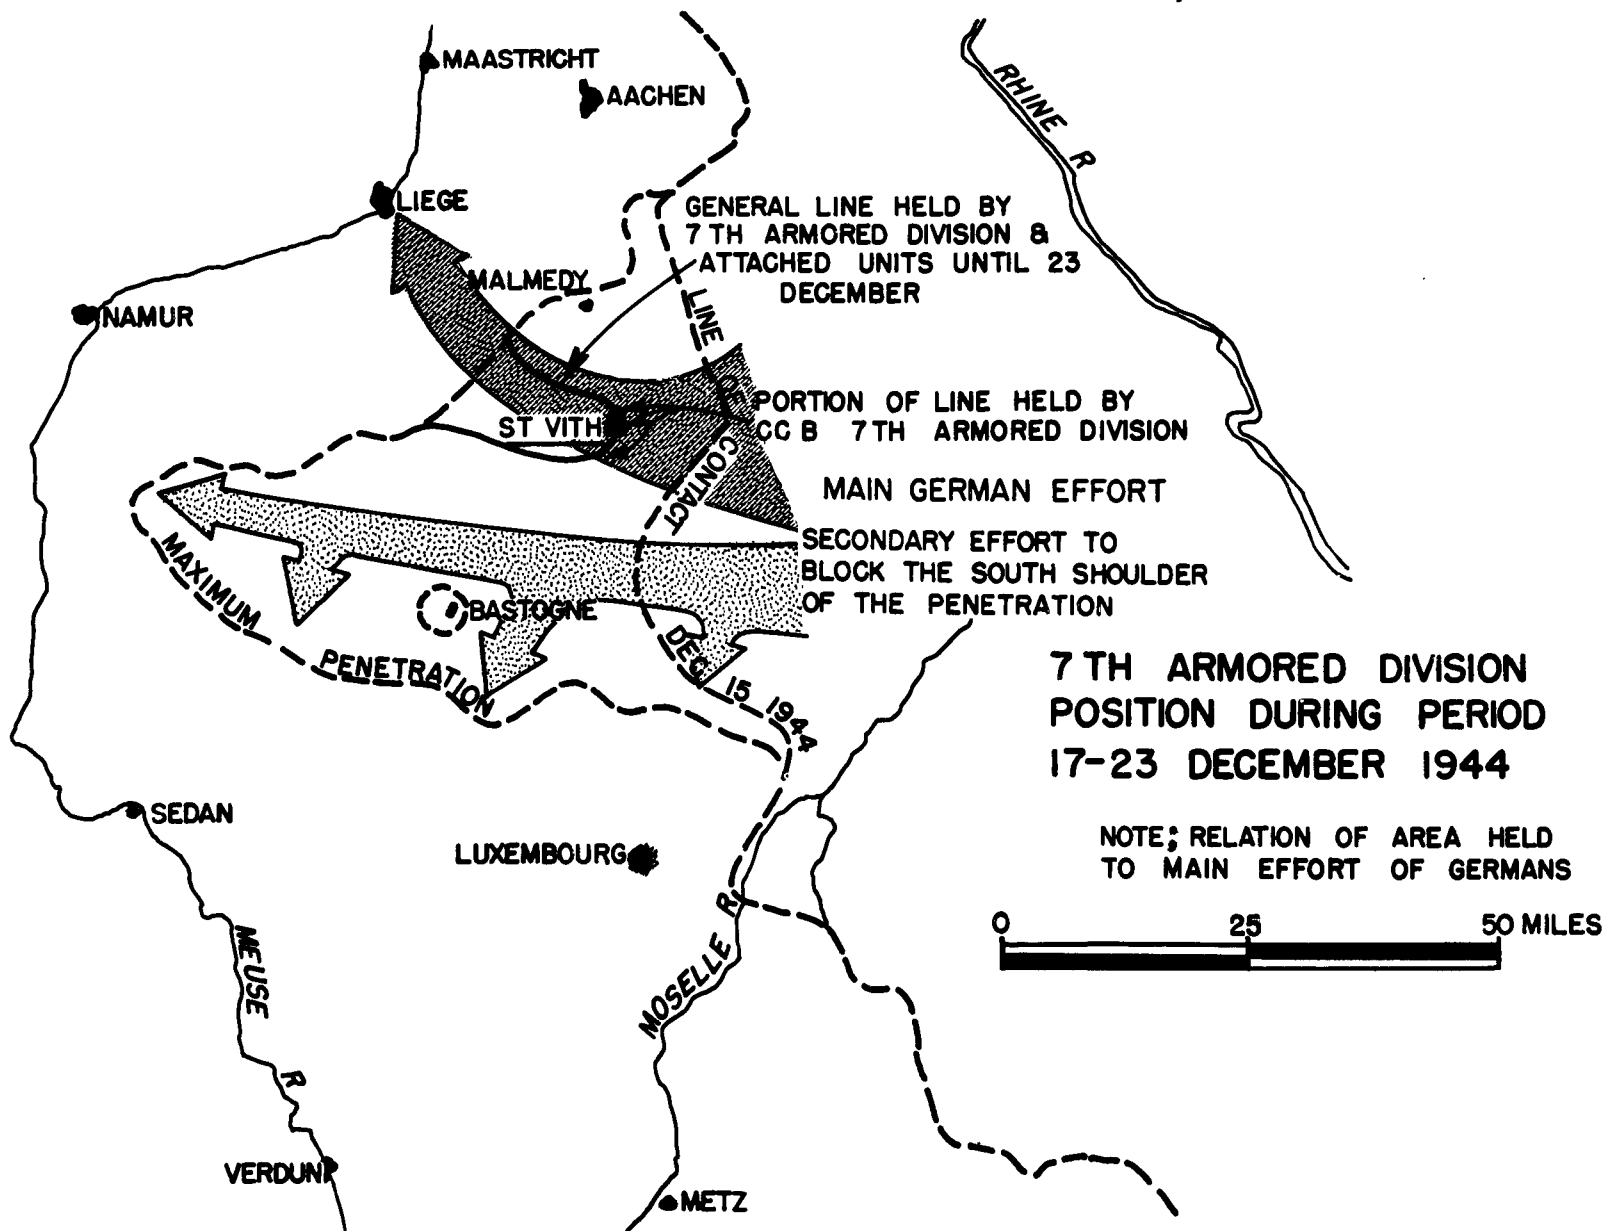 MAASTRICHT
AACHEN
RHINE R
LIEGE
GENERAL LINE HELD BY
7TH ARMORED DIVISION &
ATTACHED UNITS UNTIL 23
DECEMBER
MALMEDY
NAMUR
LINE OF CONTACT
DEC 15 1944
PORTION OF LINE HELD BY
CC B 7TH ARMORED DIVISION
ST VITH
MAIN GERMAN EFFORT
SECONDARY EFFORT TO
BLOCK THE SOUTH SHOULDER
OF THE PENETRATION
MAXIMUM PENETRATION
BASTOGNE
7TH ARMORED DIVISION
POSITION DURING PERIOD
17-23 DECEMBER 1944
SEDAN
LUXEMBOURG
NOTE; RELATION OF AREA HELD
TO MAIN EFFORT OF GERMANS
0 25 50 MILES
MEUSE R
MOSELLE R
VERDUN
METZ